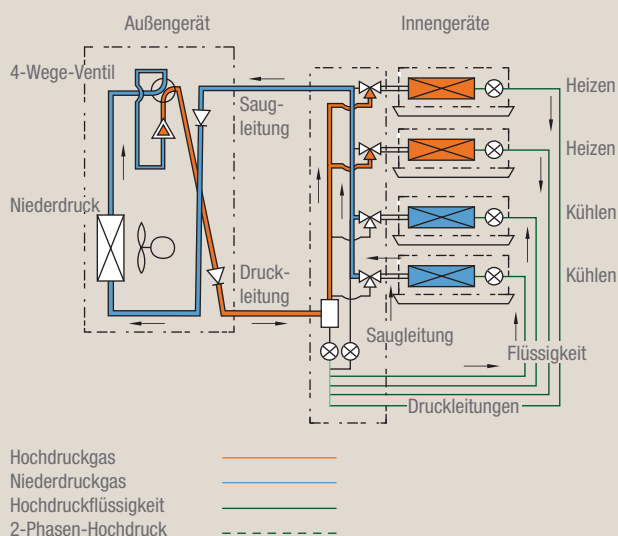 Außengerät
Innengeräte
4-Wege-Ventil
Saug-
leitung
Heizen
Heizen
Niederdruck
Kühlen
Druck-
leitung
Kühlen
Saugleitung
Flüssigkeit
Druckleitungen
Hochdruckgas
Niederdruckgas
Hochdruckflüssigkeit
2-Phasen-Hochdruck